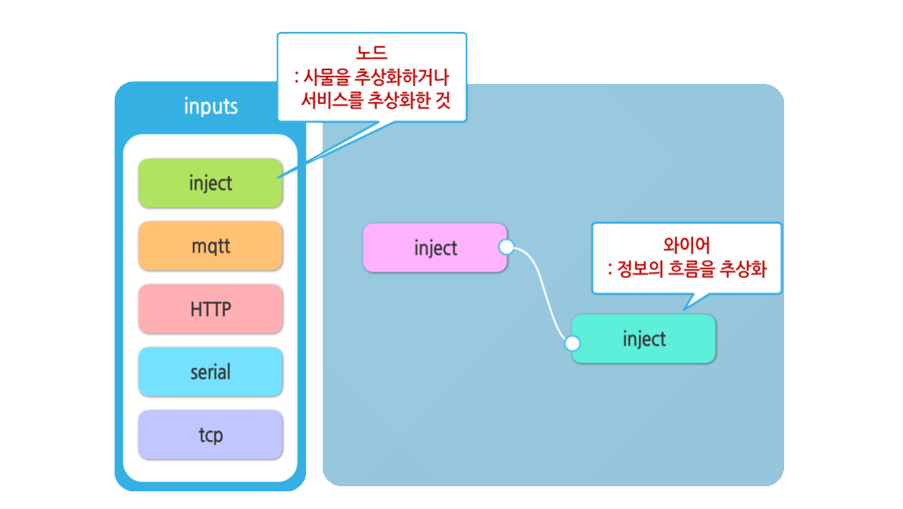 노드
: 사물을 추상화하거나
서비스를 추상화한 것
inputs
inject
mqtt
HTTP
serial
tcp
inject
와이어
: 정보의 흐름을 추상화
inject